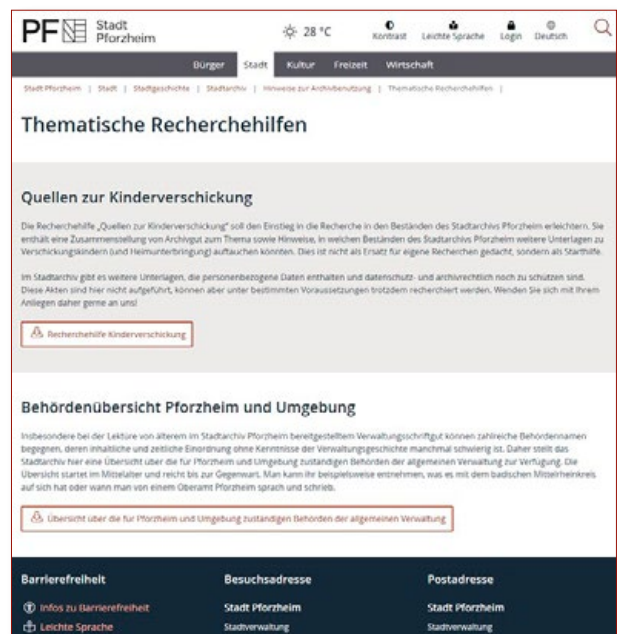 PF Stadt
Pforzheim
28 °C
Kontrast Leichte Sprache Login Deutsch
Bürger Stadt Kultur Freizeit Wirtschaft
Stadt Pforzheim | Stadt | Stadtgeschichte | Stadtarchiv | Hinweise zur Archivbenutzung | Thematische Recherchehilfen |
Thematische Recherchehilfen
Quellen zur Kinderverschickung
Die Recherchehilfe „Quellen zur Kinderverschickung" soll den Einstieg in die Recherche in den Beständen des Stadtarchivs Pforzheim erleichtern. Sie
enthält eine Zusammenstellung von Archivgut zum Thema sowie Hinweise, in welchen Beständen des Stadtarchivs Pforzheim weitere Unterlagen zu
Verschickungskindern (und Heimunterbringung) auftauchen könnten. Dies ist nicht als Ersatz für eigene Recherchen gedacht, sondern als Starthilfe.
Im Stadtarchiv gibt es weitere Unterlagen, die personenbezogene Daten enthalten und datenschutz- und archivrechtlich noch zu schützen sind.
Diese Akten sind hier nicht aufgeführt, können aber unter bestimmten Voraussetzungen trotzdem recherchiert werden. Wenden Sie sich mit Ihrem
Anliegen daher gerne an uns!
Recherchehilfe Kinderverschickung
Behördenübersicht Pforzheim und Umgebung
Insbesondere bei der Lektüre von älterem im Stadtarchiv Pforzheim bereitgestelltem Verwaltungsschriftgut können zahlreiche Behördennamen
begegnen, deren inhaltliche und zeitliche Einordnung ohne Kenntnisse der Verwaltungsgeschichte manchmal schwierig ist. Daher stellt das
Stadtarchiv hier eine Übersicht über die für Pforzheim und Umgebung zuständigen Behörden der allgemeinen Verwaltung zur Verfügung. Die
Übersicht startet im Mittelalter und reicht bis zur Gegenwart. Man kann ihr beispielsweise entnehmen, was es mit dem badischen Mittelrheinkreis
auf sich hat oder wann man von einem Oberamt Pforzheim sprach und schrieb.
Übersicht über die für Pforzheim und Umgebung zuständigen Behörden der allgemeinen Verwaltung
Barrierefreiheit Besuchsadresse Postadresse
Infos zu Barrierefreiheit Stadt Pforzheim Stadt Pforzheim
Leichte Sprache Stadtverwaltung Stadtverwaltung